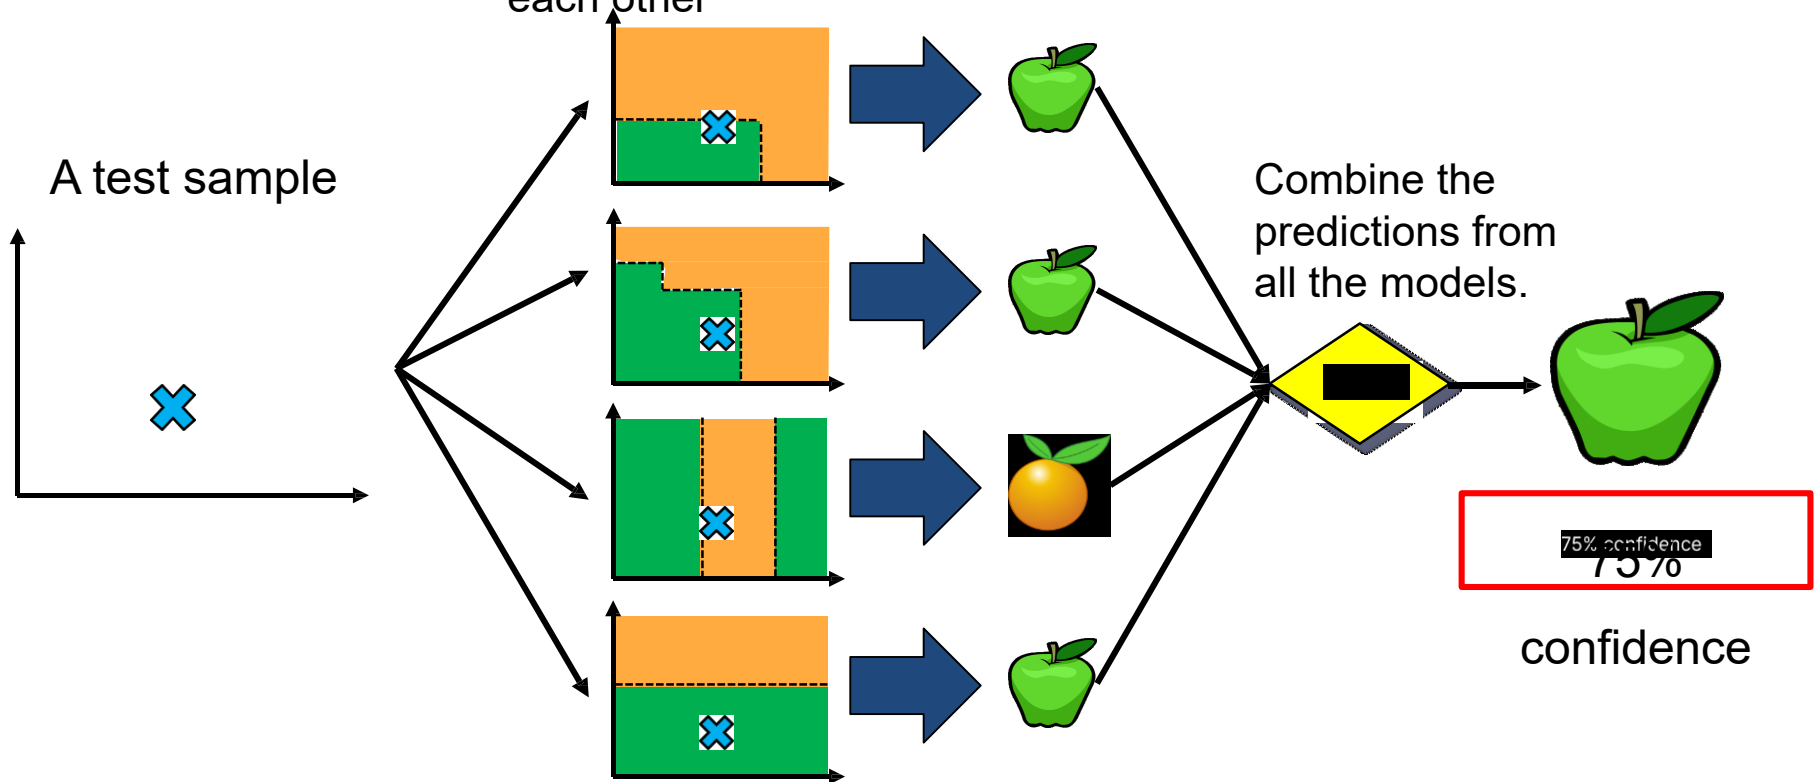 each other
A test sample
Combine the
predictions from
all the models.
75% confidence
75%
confidence